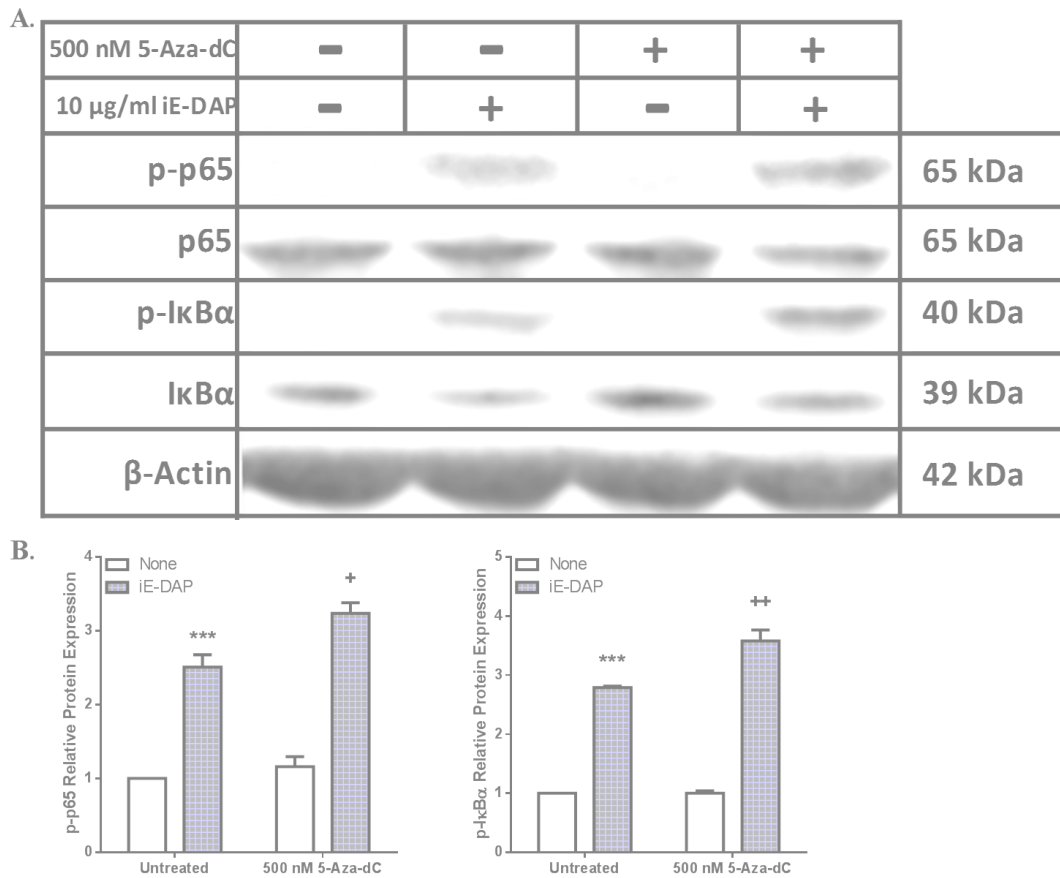 A.
500 nM 5-Aza-dC - - + +
10 µg/ml iE-DAP - + - +
p-p65 65 kDa
p65 65 kDa
p-IκBα 40 kDa
IκBα 39 kDa
β-Actin 42 kDa
B.
p-p65 Relative Protein Expression
4
3
2
1
0
None
iE-DAP
***
+
Untreated 500 nM 5-Aza-dC
p-IκBα Relative Protein Expression
5
4
3
2
1
0
None
iE-DAP
***
++
Untreated 500 nM 5-Aza-dC